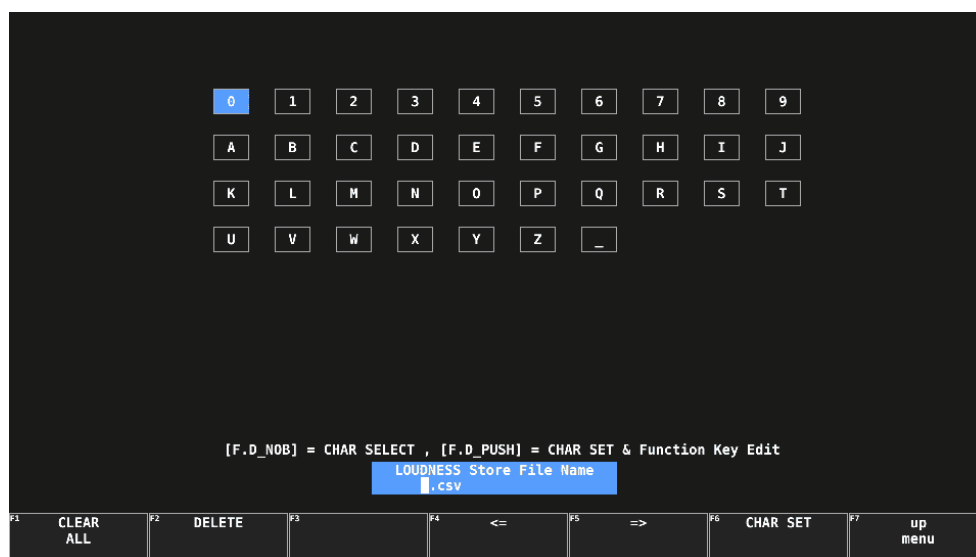 0 1 2 3 4 5 6 7 8 9
A B C D E F G H I J
K L M N O P Q R S T
U V W X Y Z _
[F.D_NOB] = CHAR SELECT , [F.D_PUSH] = CHAR SET & Function Key Edit
LOUDNESS Store File Name
.csv
F1 CLEAR F2 DELETE F3 F4 <= F5 => F6 CHAR SET F7 up
ALL menu